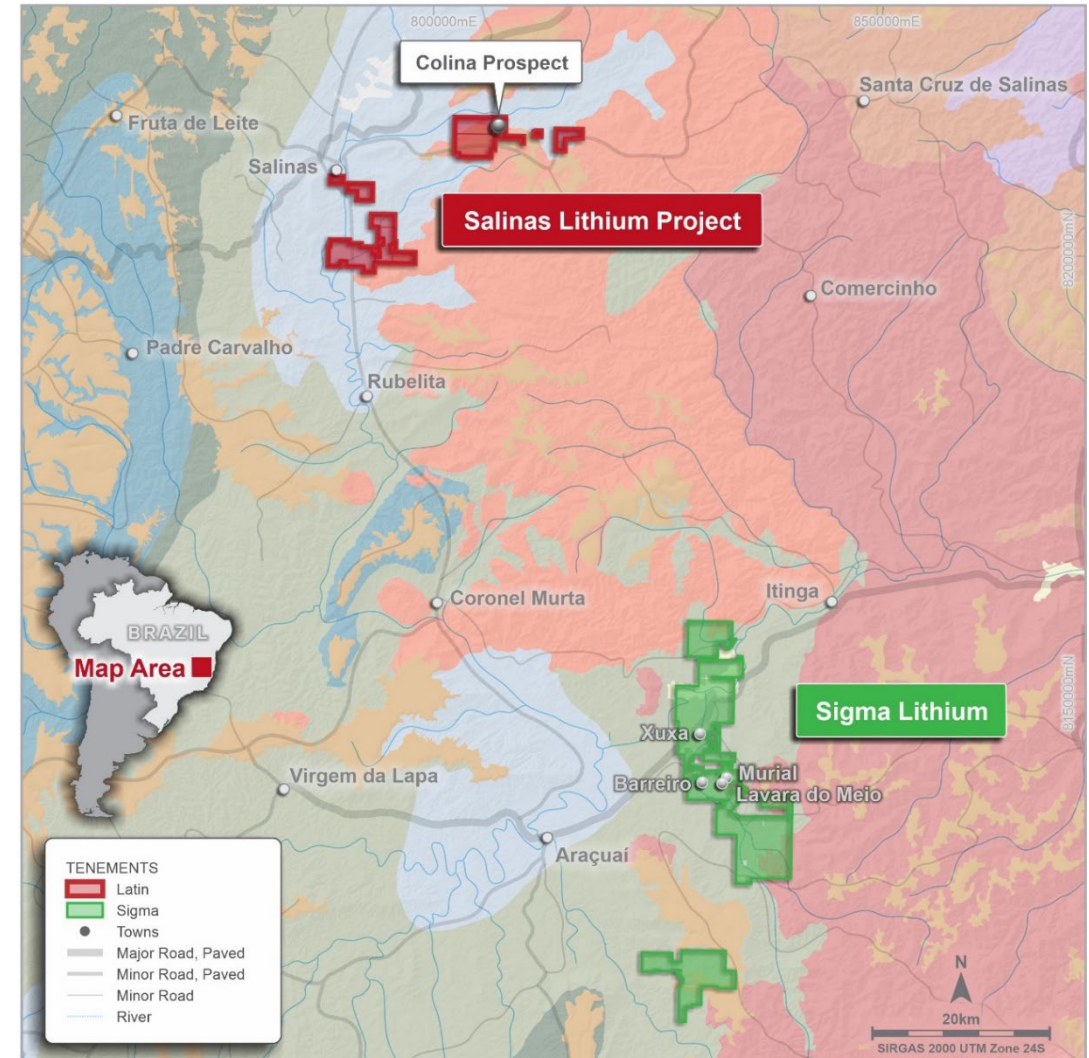 800000mE
850000mE
Colina Prospect
Santa Cruz de Salinas
Fruta de Leite
Salinas
Salinas Lithium Project
8200000mN
Comercinho
Padre Carvalho
Rubelita
Coronel Murta
Itinga
BRAZIL
Map Area
8150000mN
Sigma Lithium
Xuxa
Virgem da Lapa
Barreiro
Murial
Lavara do Meio
Araçuaí
TENEMENTS
Latin
Sigma
Towns
Major Road, Paved
Minor Road, Paved
Minor Road
River
N
20km
SIRGAS 2000 UTM Zone 24S